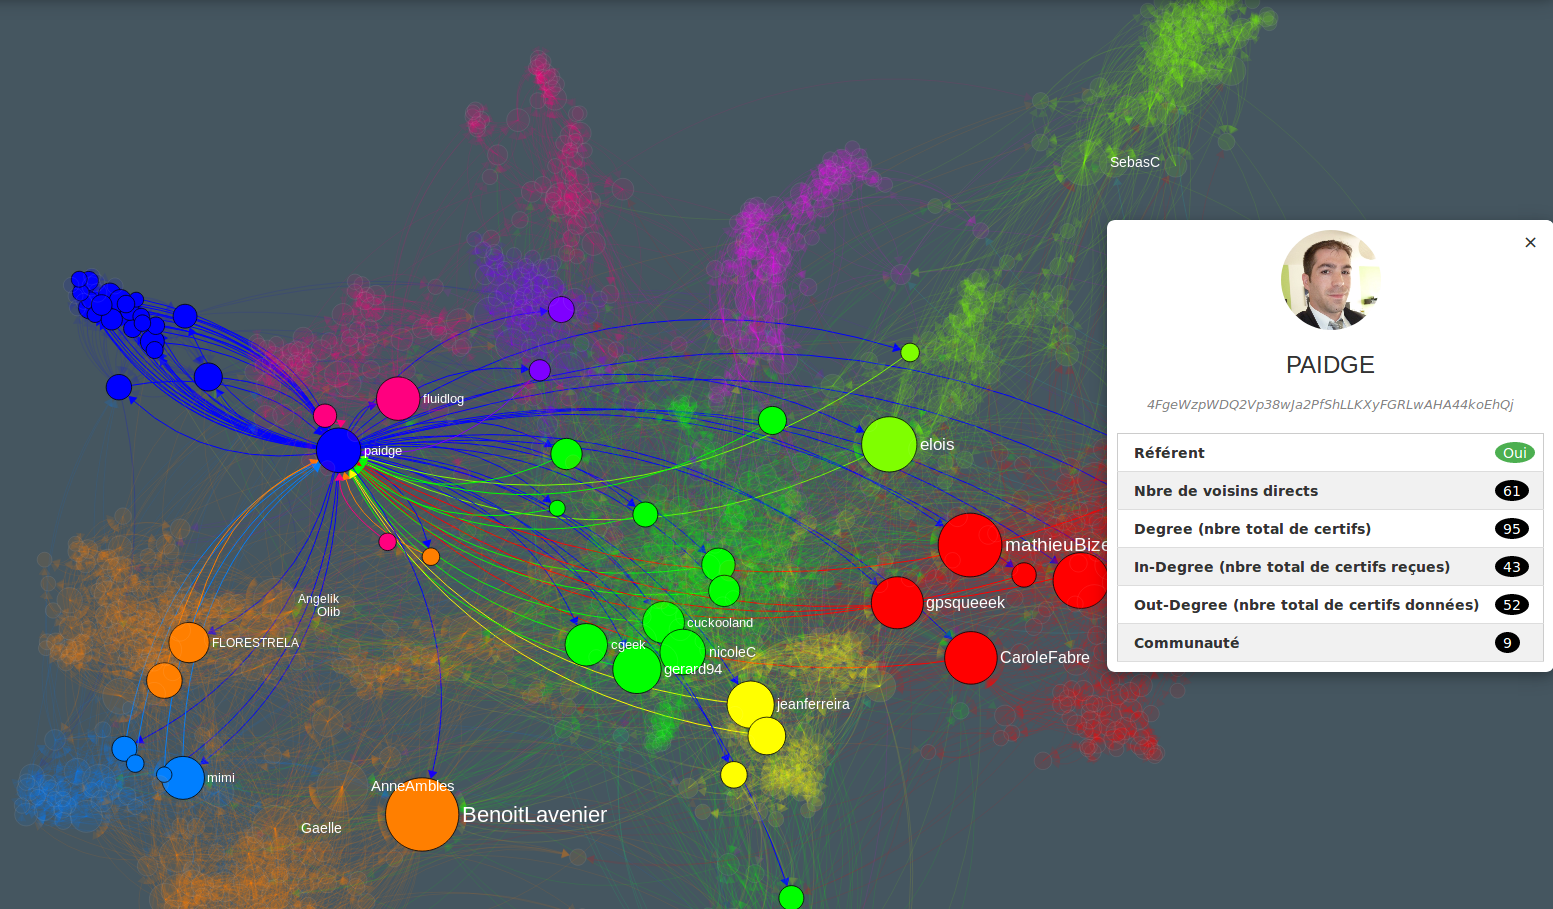 SebasC
×
PAIDGE
4FgeWzpWDQ2Vp38wJa2PfShLLKXyFGRLwAHA44koEhQj
Référent Oui
Nbre de voisins directs 61
Degree (nbre total de certifs) 95
In-Degree (nbre total de certifs reçues) 43
Out-Degree (nbre total de certifs données) 52
Communauté 9
fluidlog
paidge
elois
mathieuBize
gpsqueeek
Angelik
Olib
cuckooland
FLORESTRELA
cgeek
nicoleC
CaroleFabre
gerard94
jeanferreira
mimi
AnneAmbles
BenoitLavenier
Gaelle